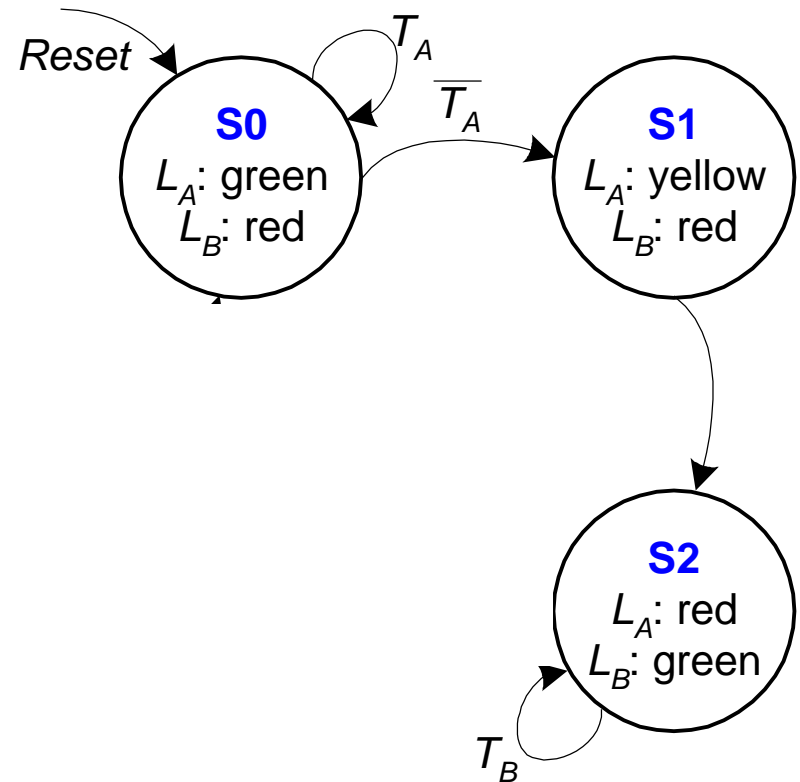 Reset
T_A
S0
L_A: green
L_B: red
\overline{T_A}
S1
L_A: yellow
L_B: red
S2
L_A: red
L_B: green
T_B